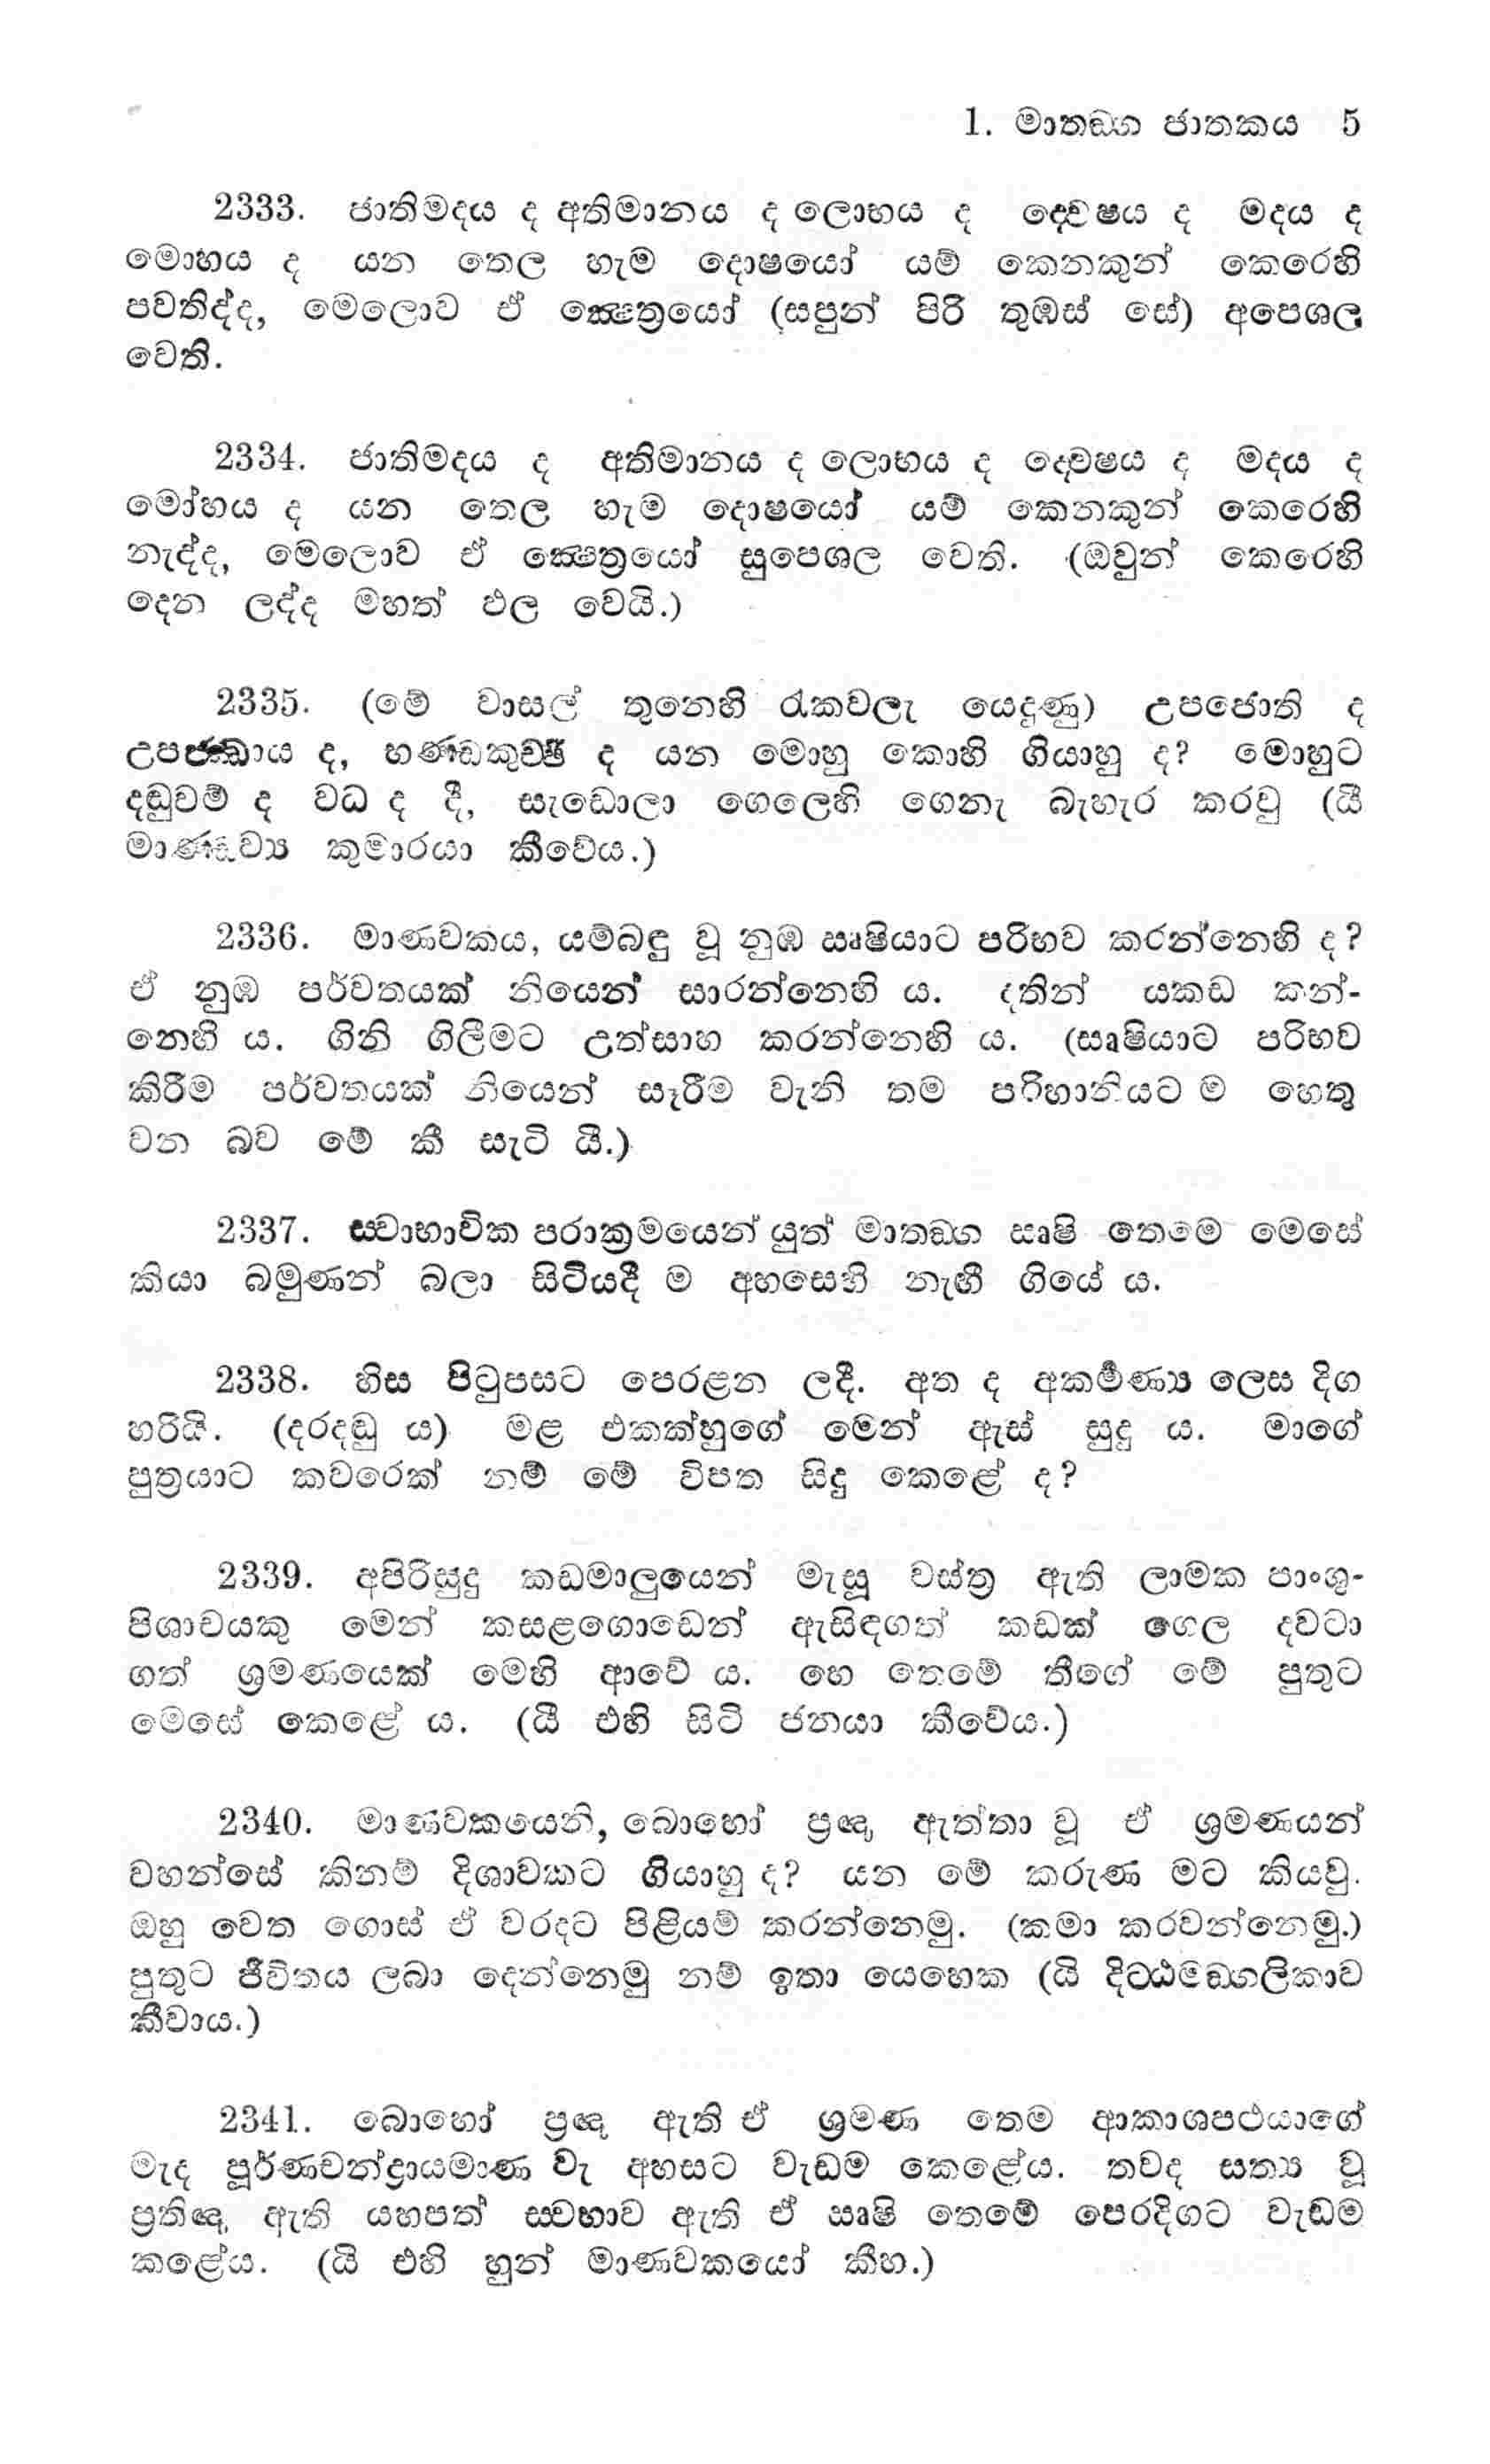 1. මාතඞ්ග ජාතකය 5
2333. ජාතිමදය ද අතිමානය ද ලොභය ද ද්වෙෂය ද මදය ද
මොහය ද යන තෙල හැම දොෂයෝ යම් කෙනකුන් කෙරෙහි
පවතිද්ද, මෙලොව ඒ ක්‍ෂෙත්‍රයෝ (සපුන් පිරි තුඹස් සේ) අපෙශල
වෙති.
2334. ජාතිමදය ද අතිමානය ද ලොභය ද ද්වෙෂය ද මදය ද
මෝහය ද යන තෙල හැම දොෂයෝ යම් කෙනකුන් කෙරෙහි
නැද්ද, මෙලොව ඒ ක්‍ෂෙත්‍රයෝ සුපෙශල වෙති. (ඔවුන් කෙරෙහි
දෙන ලද්ද මහත් ඵල වෙයි.)
2335. (මේ වාසල් තුනෙහි රැකවලැ යෙදුණු) උපජොති ද
උපජ්ඣාය ද, භණ්ඩකුච්ඡි ද යන මොහු කොහි ගියාහු ද? මොහුට
දඬුවම් ද වධ ද දී, සැඩොලා ගෙලෙහි ගෙනැ බැහැර කරවු (යි
මාණ්ඩව්‍ය කුමාරයා කීවේය.)
2336. මාණවකය, යම්බඳු වූ නුඹ ඍෂියාට පරිභව කරන්නෙහි ද?
ඒ නුඹ පර්වතයක් නියෙන් සාරන්නෙහි ය. දතින් යකඩ කන්-
නෙහි ය. ගිනි ගිලීමට උත්සාහ කරන්නෙහි ය. (ඍෂියාට පරිභව
කිරීම පර්වතයක් නියෙන් සෑරීම වැනි තම පරිහානියට ම හෙතු
වන බව මේ කී සැටි යි.)
2337. ස්වාභාවික පරාක්‍රමයෙන් යුත් මාතඞ්ග ඍෂි තෙමෙ මෙසේ
කියා බමුණන් බලා සිටියදී ම අහසෙහි නැඟී ගියේ ය.
2338. හිස පිටුපසට පෙරළන ලදී. අත ද අකර්මණ්‍ය ලෙස දිග
හරියි. (දරදඬු ය) මළ එකක්හුගේ මෙන් ඇස් සුදු ය. මාගේ
පුත්‍රයාට කවරෙක් නම් මේ විපත සිදු කෙළේ ද?
2339. අපිරිසුදු කඩමාලුයෙන් මැසූ වස්ත්‍ර ඇති ලාමක පාංශු-
පිශාචයකු මෙන් කසළගොඩෙන් ඇසිඳගත් කඩක් ගෙල දවටා
ගත් ශ්‍රමණයෙක් මෙහි ආවේ ය. හෙ තෙමේ තීගේ මේ පුතුට
මෙසේ කෙළේ ය. (යි එහි සිටි ජනයා කීවේය.)
2340. මාණවකයෙනි, බොහෝ ප්‍රඥා ඇත්තා වූ ඒ ශ්‍රමණයන්
වහන්සේ කිනම් දිශාවකට ගියාහු ද? යන මේ කරුණ මට කියවු.
ඔහු වෙත ගොස් ඒ වරදට පිළියම් කරන්නෙමු. (කමා කරවන්නෙමු.)
පුතුට ජීවිතය ලබා දෙන්නෙමු නම් ඉතා යෙහෙක (යි දිට්ඨමඞ්ගලිකාව
කීවාය.)
2341. බොහෝ ප්‍රඥා ඇති ඒ ශ්‍රමණ තෙම ආකාශපථයාගේ
මැද පූර්ණචන්ද්‍රායමාණ වැ අහසට වැඩම කෙළේය. තවද සත්‍ය වූ
ප්‍රතිඥා ඇති යහපත් ස්වභාව ඇති ඒ ඍෂි තෙමේ පෙරදිගට වැඩම
කළේය. (යි එහි හුන් මාණවකයෝ කීහ.)